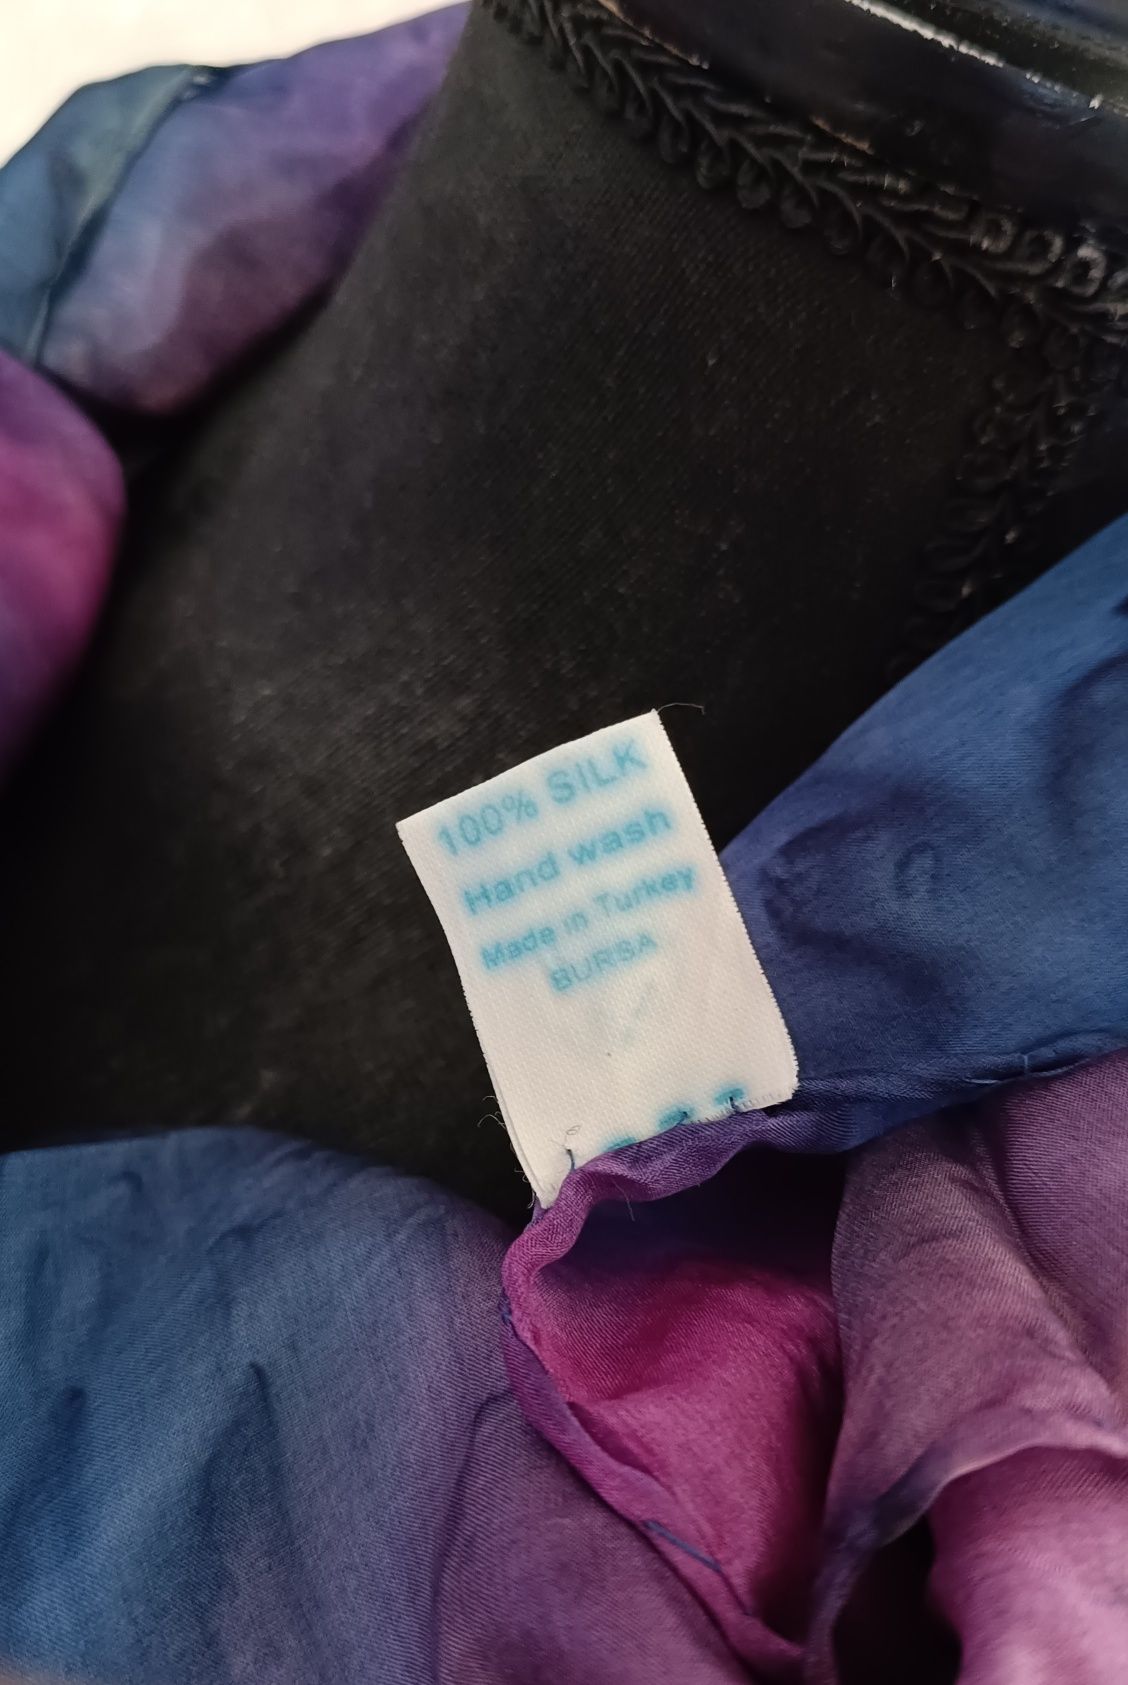 100% SILK
Hand wash
Made in Turkey
BURSA